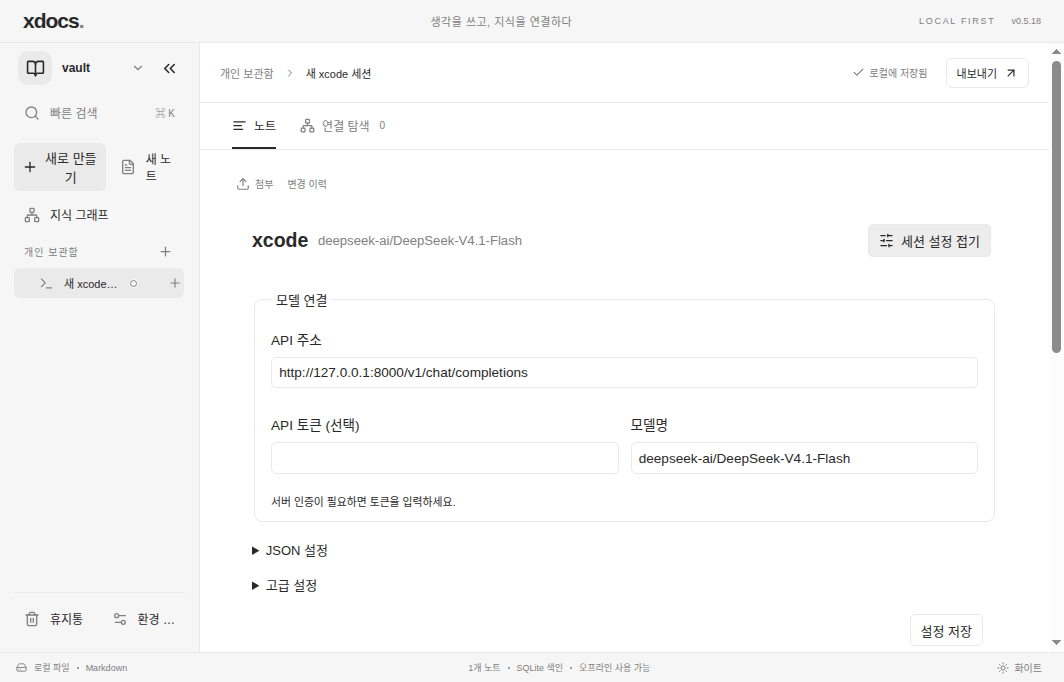 xdocs.
생각을 쓰고, 지식을 연결하다
LOCAL FIRST v0.5.18
vault
빠른 검색 ⌘ K
새로 만들기
새 노트
지식 그래프
개인 보관함
새 xcode…
휴지통
환경 …
개인 보관함 > 새 xcode 세션
로컬에 저장됨
내보내기
노트
연결 탐색 0
첨부 변경 이력
xcode deepseek-ai/DeepSeek-V4.1-Flash
세션 설정 접기
모델 연결
API 주소
http://127.0.0.1:8000/v1/chat/completions
API 토큰 (선택)
모델명
deepseek-ai/DeepSeek-V4.1-Flash
서버 인증이 필요하면 토큰을 입력하세요.
JSON 설정
고급 설정
설정 저장
로컬 파일 • Markdown
1개 노트 • SQLite 색인 • 오프라인 사용 가능
화이트